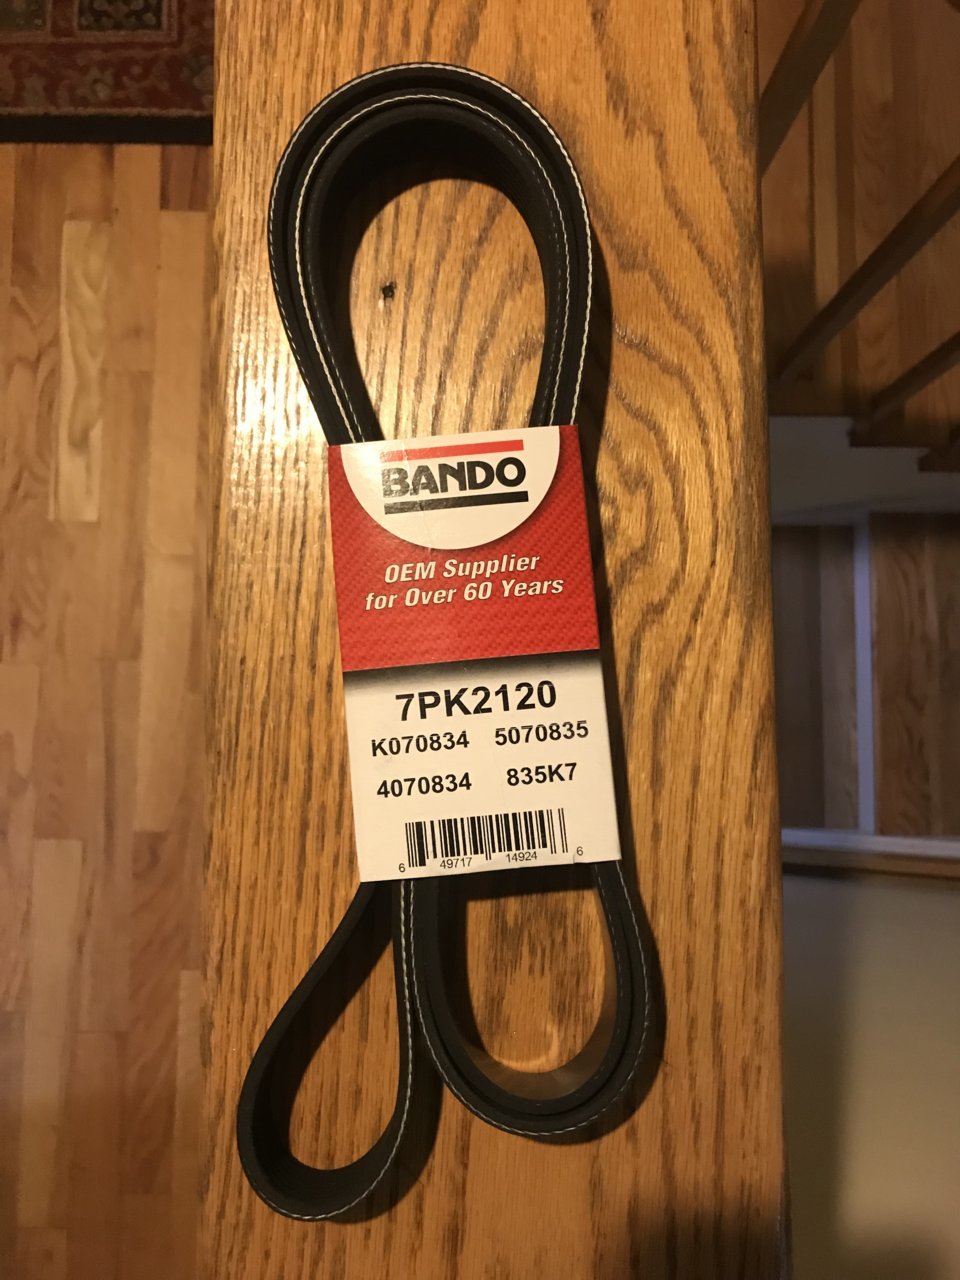 BANDO
OEM Supplier
for Over 60 Years
7PK2120
K070834 5070835
4070834 835K7
6 49717 14924 6